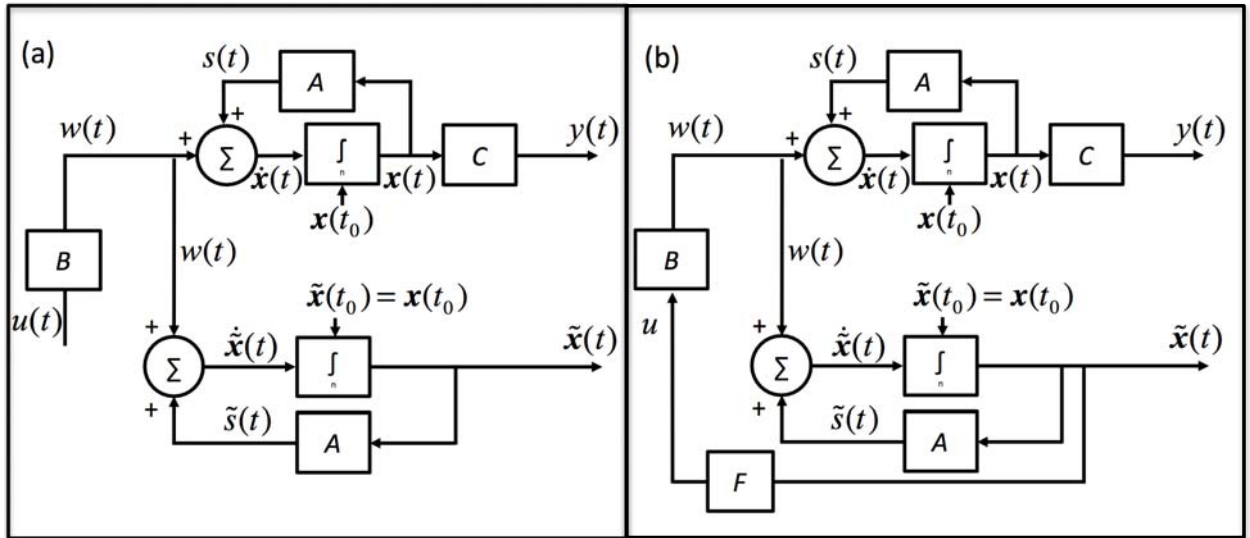 (a)
s(t)
A
w(t)
+
+
Σ
ẋ(t)
∫
n
x(t)
C
y(t)
x(t₀)
B
w(t)
u(t)
x̃(t₀) = x(t₀)
+
Σ
+
x̃̇(t)
∫
n
x̃(t)
s̃(t)
A
(b)
s(t)
A
w(t)
+
+
Σ
ẋ(t)
∫
n
x(t)
C
y(t)
x(t₀)
B
w(t)
u
x̃(t₀) = x(t₀)
+
Σ
+
x̃̇(t)
∫
n
x̃(t)
s̃(t)
A
F